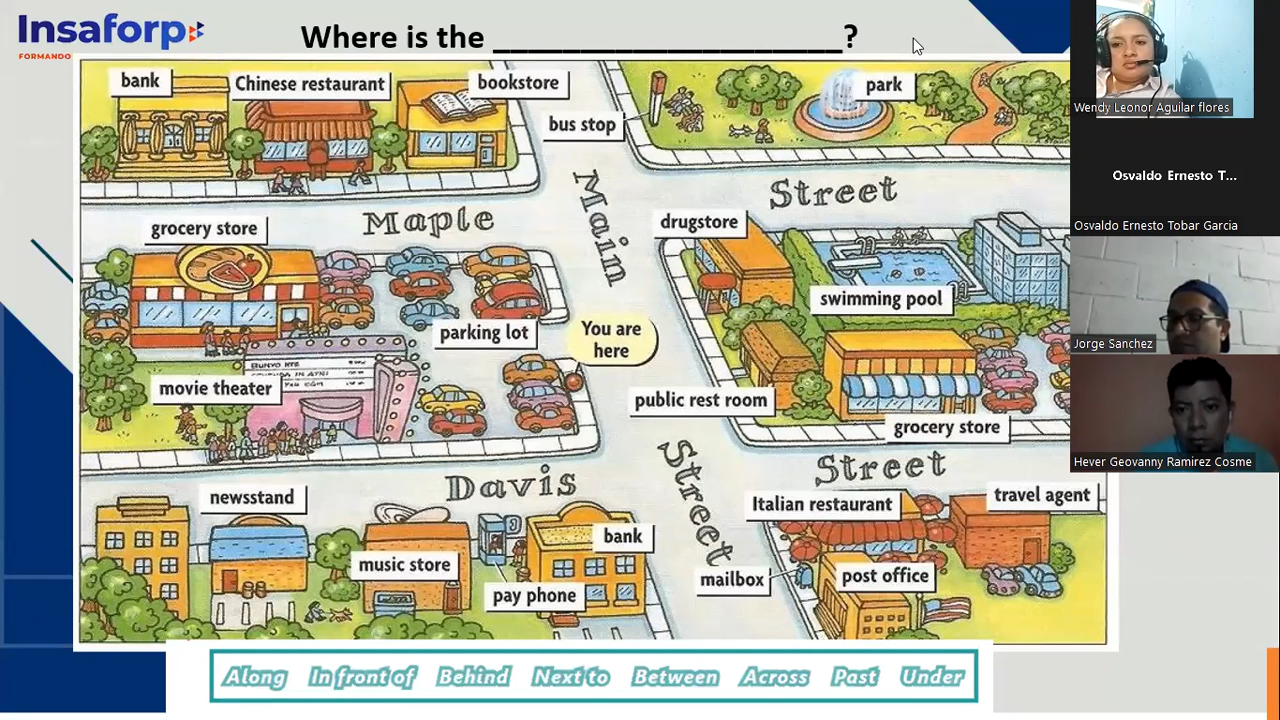 Insaforp
FORMANDO
Where is the ____________________?
bank
Chinese restaurant
bookstore
park
bus stop
Main
Street
Maple
grocery store
drugstore
swimming pool
parking lot
You are
here
movie theater
public rest room
grocery store
Street
Davis
Street
newsstand
Italian restaurant
travel agent
music store
bank
pay phone
mailbox
post office
Along In front of Behind Next to Between Across Past Under
Wendy Leonor Aguilar flores
Osvaldo Ernesto T...
Osvaldo Ernesto Tobar Garcia
Jorge Sanchez
Hever Geovanny Ramirez Cosme